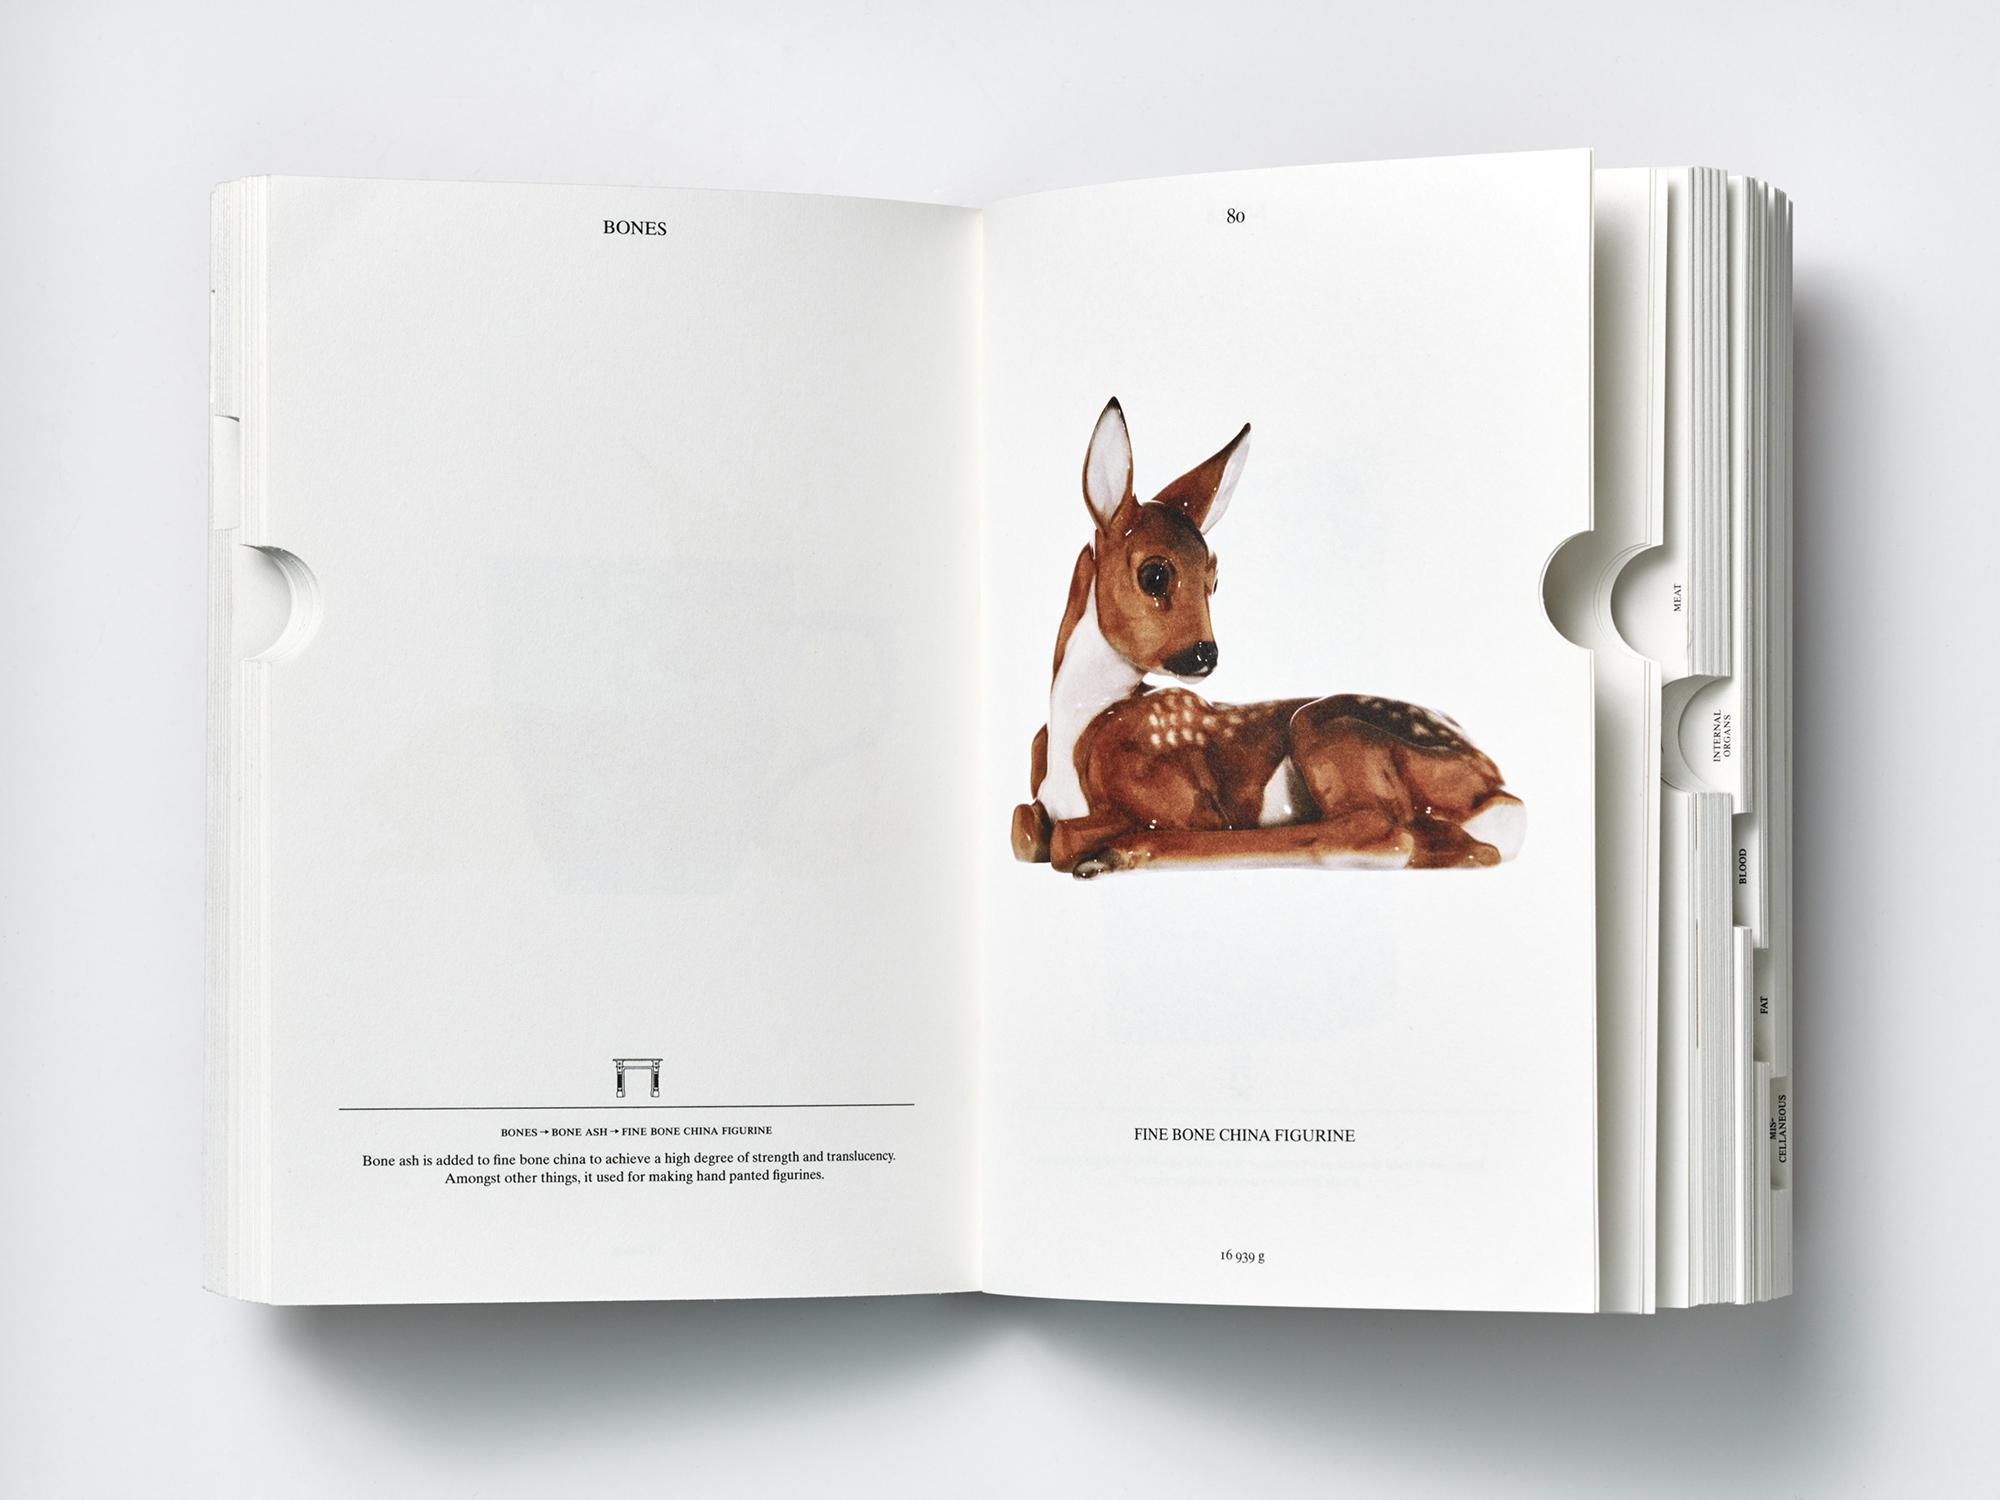 BONES
BONES → BONE ASH → FINE BONE CHINA FIGURINE
Bone ash is added to fine bone china to achieve a high degree of strength and translucency.
Amongst other things, it used for making hand panted figurines.
80
FINE BONE CHINA FIGURINE
16 939 g
MEAT
INTERNAL
ORGANS
BLOOD
FAT
MIS-
CELLANEOUS